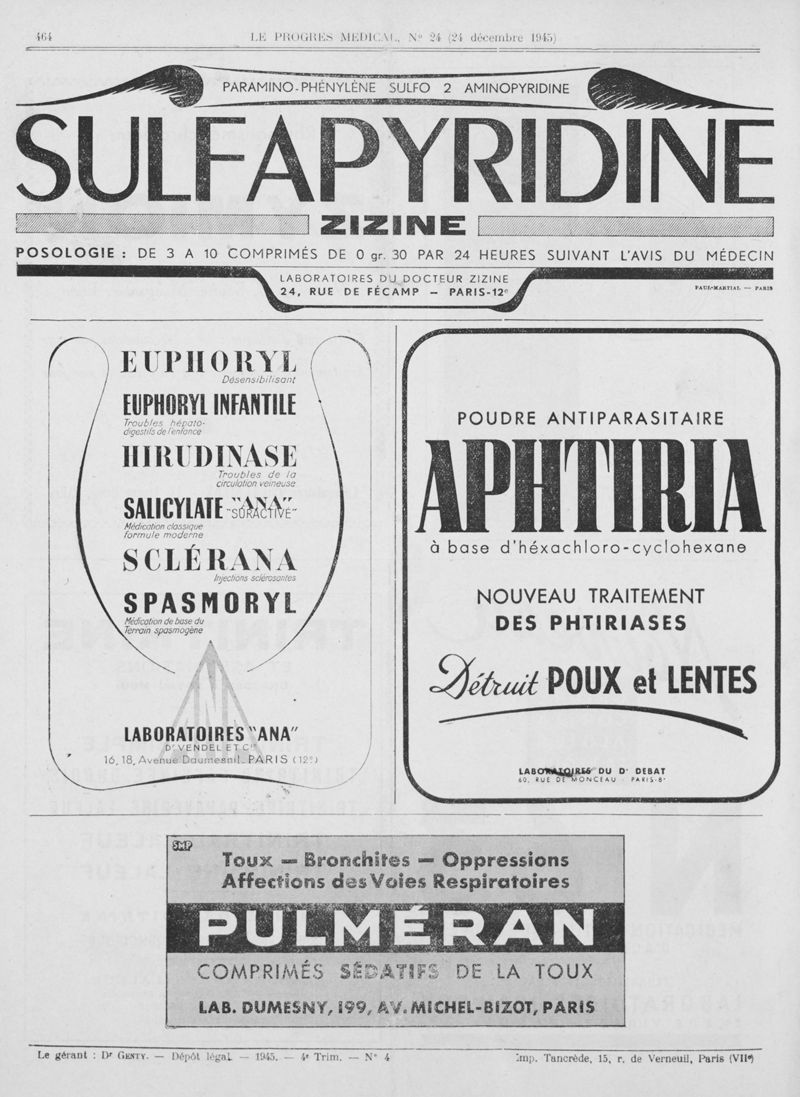 464
LE PROGRES MEDICAL, N° 24 (24 décembre 1945)
PARAMINO-PHÉNYLÈNE SULFO 2 AMINOPYRIDINE
SULFAPYRIDINE
ZIZINE
POSOLOGIE : DE 3 A 10 COMPRIMÉS DE 0 gr. 30 PAR 24 HEURES SUIVANT L'AVIS DU MÉDECIN
LABORATOIRES DU DOCTEUR ZIZINE
24, RUE DE FÉCAMP – PARIS-12e
PAUL-MARTIAL — PARIS
EUPHORYL
Désensibilisant
EUPHORYL INFANTILE
Troubles hépato-
digestifs de l'enfance
HIRUDINASE
Troubles de la
circulation veineuse
SALICYLATE "ANA"
"SURACTIVÉ"
Médication classique
formule moderne
SCLÉRANA
Injections sclérosantes
SPASMORYL
Médication de base du
Terrain spasmogène
ANA
LABORATOIRES "ANA"
Dr VENDEL ET Cie
16, 18, Avenue Daumesnil. PARIS (12e)
POUDRE ANTIPARASITAIRE
APHTIRIA
à base d'héxachloro-cyclohexane
NOUVEAU TRAITEMENT
DES PHTIRIASES
Détruit POUX et LENTES
LABORATOIRES DU Dr DEBAT
60, RUE DE MONCEAU - PARIS-8e
SMP
Toux — Bronchites — Oppressions
Affections des Voies Respiratoires
PULMÉRAN
COMPRIMÉS SÉDATIFS DE LA TOUX
LAB. DUMESNY, 199, AV. MICHEL-BIZOT, PARIS
Le gérant : Dr GENTY. — Dépôt légal. — 1945. — 4e Trim. — N° 4
Imp. Tancrède, 15, r. de Verneuil, Paris (VIIe)